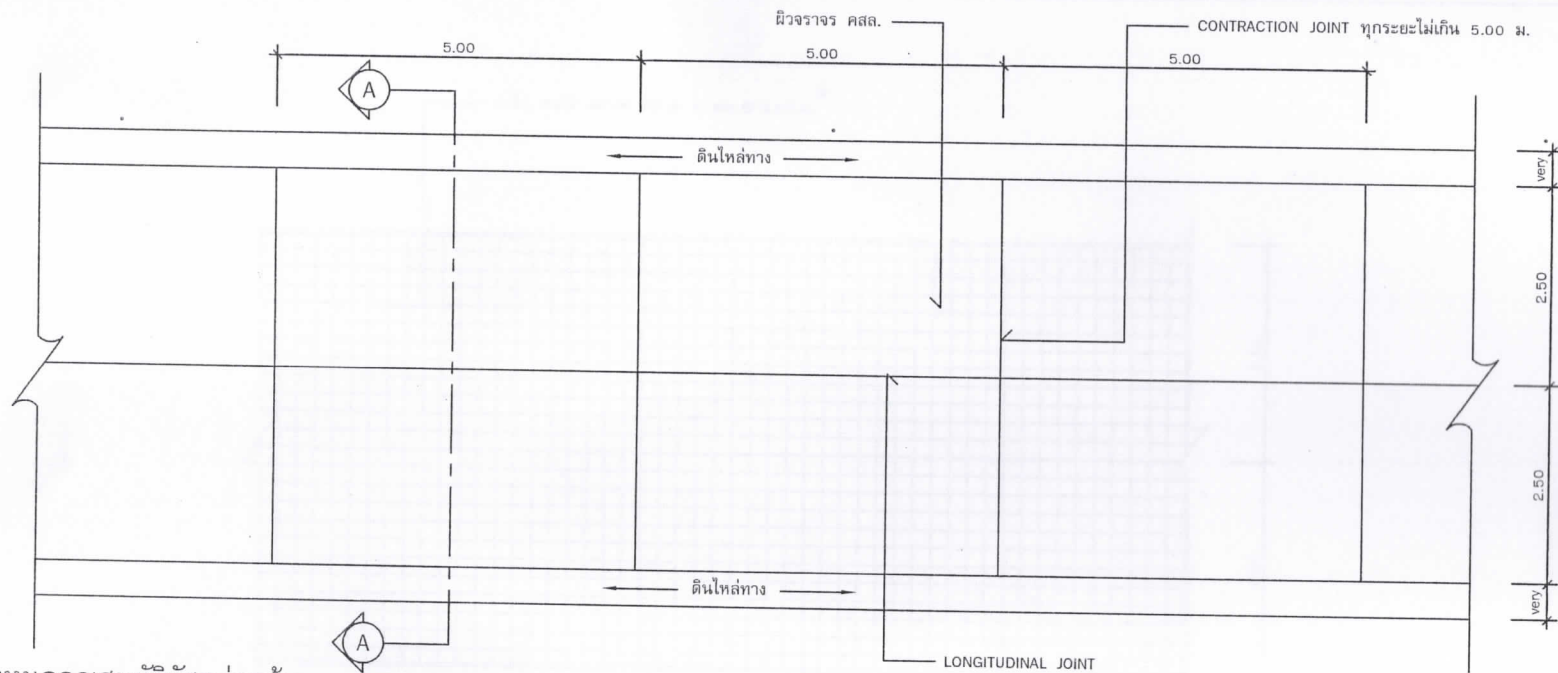 ผิวจราจร คสล.
CONTRACTION JOINT ทุกระยะไม่เกิน 5.00 ม.
5.00
5.00
5.00
A
ดินไหล่ทาง
very
2.50
2.50
ดินไหล่ทาง
very
A
LONGITUDINAL JOINT